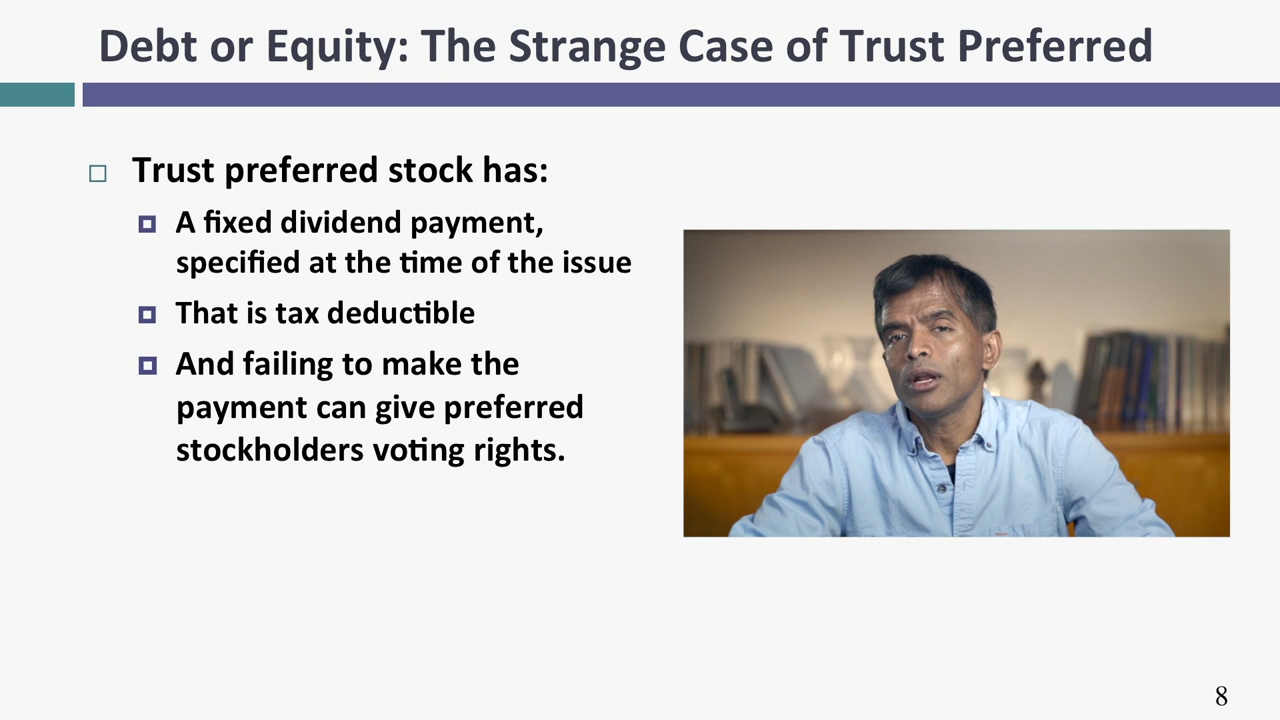 Debt or Equity: The Strange Case of Trust Preferred
Trust preferred stock has:
A fixed dividend payment,
specified at the time of the issue
That is tax deductible
And failing to make the
payment can give preferred
stockholders voting rights.
8